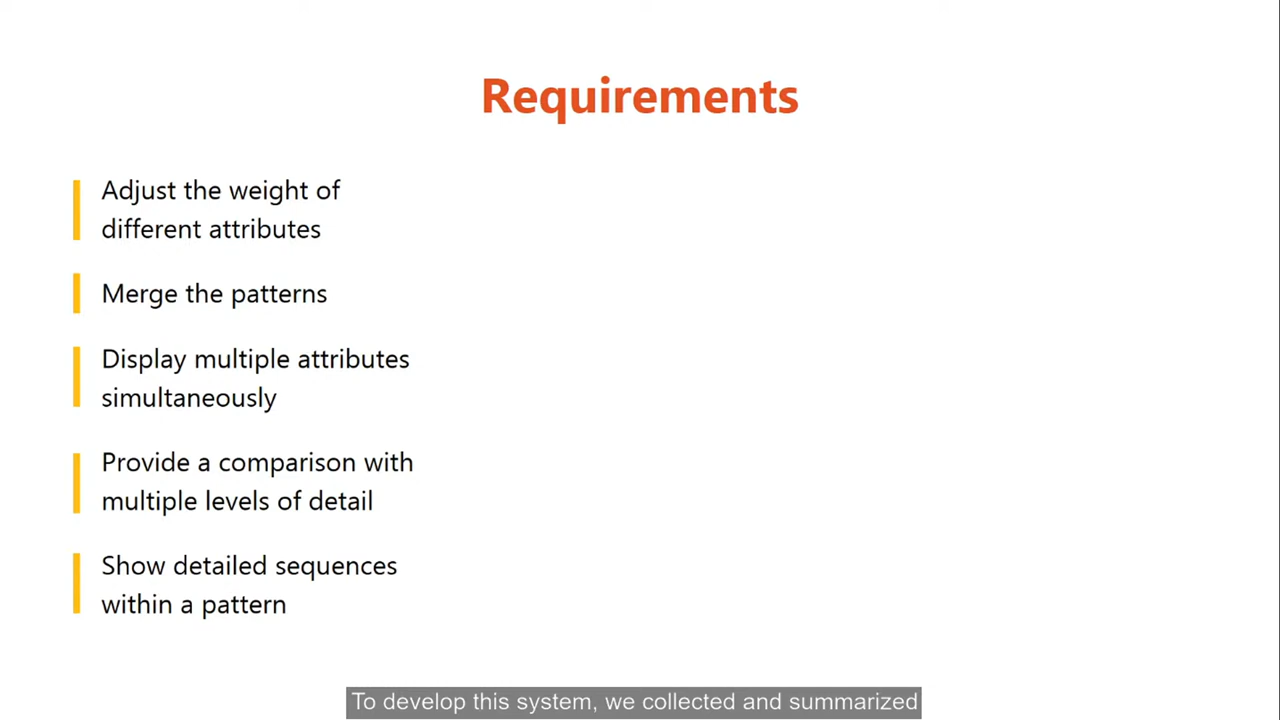 Requirements
Adjust the weight of
different attributes
Merge the patterns
Display multiple attributes
simultaneously
Provide a comparison with
multiple levels of detail
Show detailed sequences
within a pattern
To develop this system, we collected and summarized